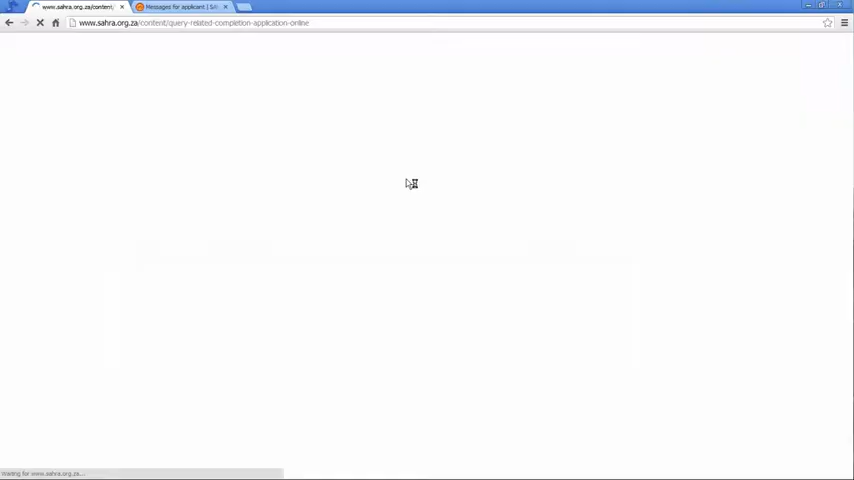 www.sahra.org.za/content/
Messages for applicant | SA
www.sahra.org.za/content/query-related-completion-application-online
Waiting for www.sahra.org.za...